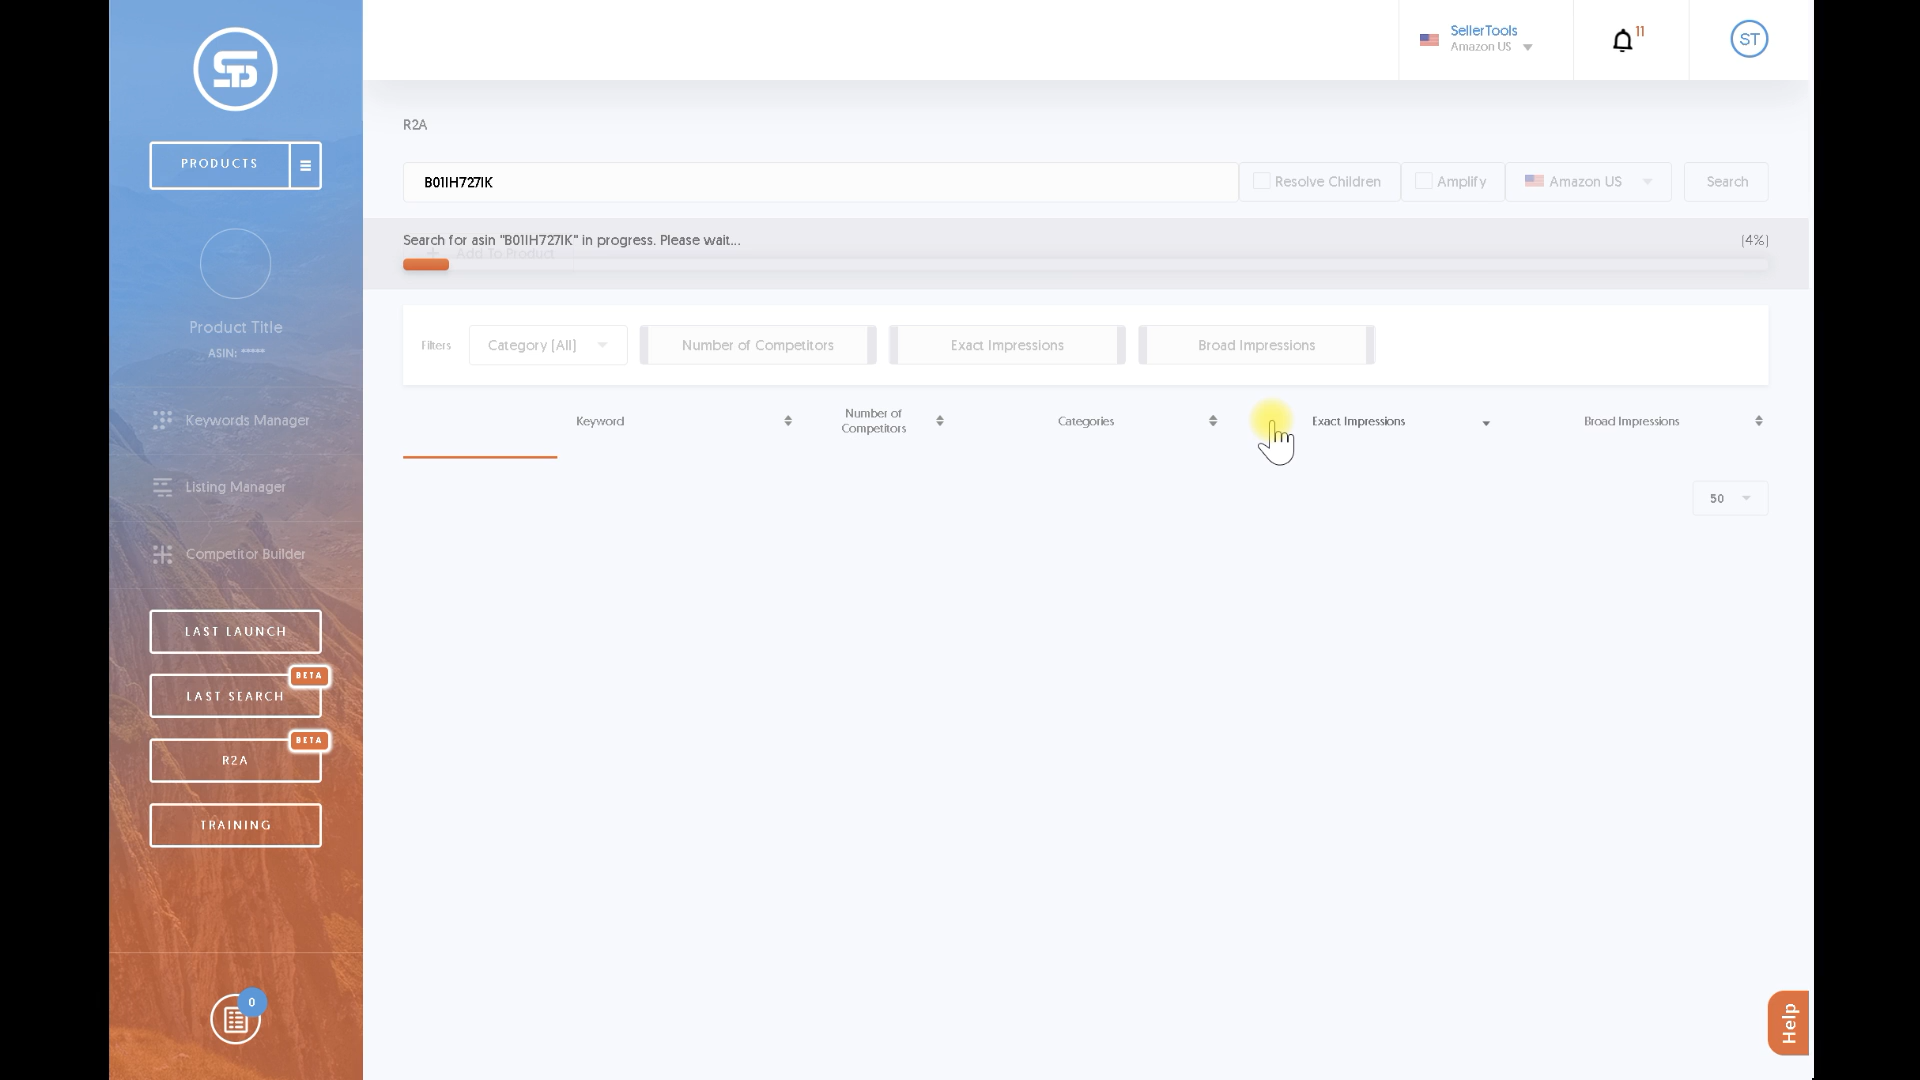 SellerTools
Amazon US
11
ST
PRODUCTS
R2A
B01IH727IK
Resolve Children
Amplify
Amazon US
Search
Search for asin "B01IH727IK" in progress. Please wait...
(4%)
Add To Product
Product Title
ASIN: *****
Filters
Category (All)
Number of Competitors
Exact Impressions
Broad Impressions
Keyword
Number of
Competitors
Categories
Exact Impressions
Broad Impressions
Keywords Manager
Listing Manager
50
Competitor Builder
LAST LAUNCH
BETA
LAST SEARCH
BETA
R2A
TRAINING
0
Help